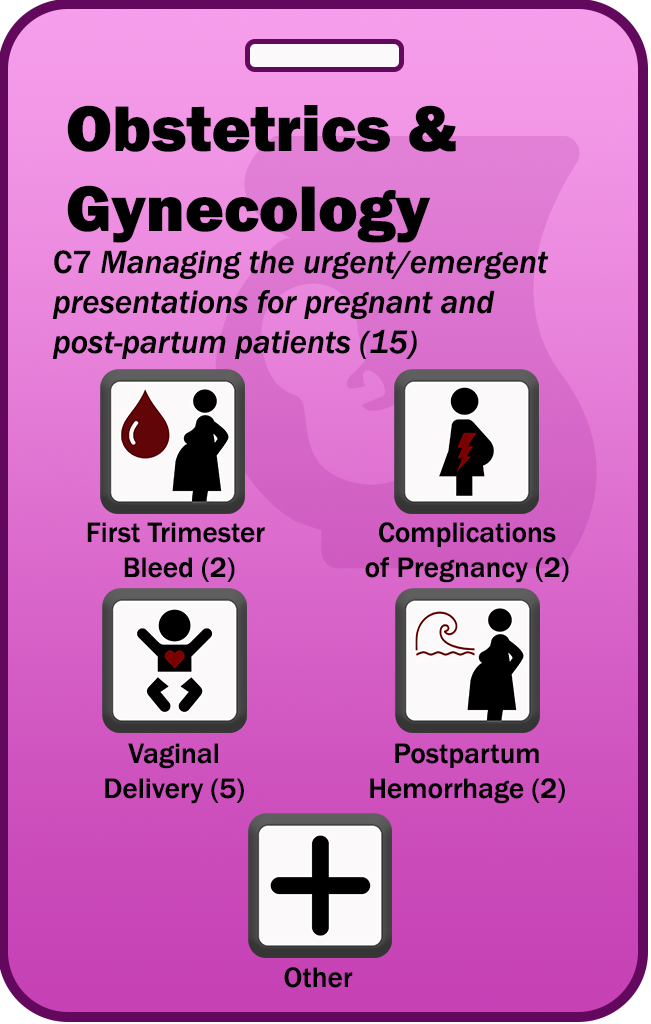 Obstetrics &
Gynecology
C7 Managing the urgent/emergent
presentations for pregnant and
post-partum patients (15)
First Trimester
Bleed (2)
Complications
of Pregnancy (2)
Vaginal
Delivery (5)
Postpartum
Hemorrhage (2)
Other